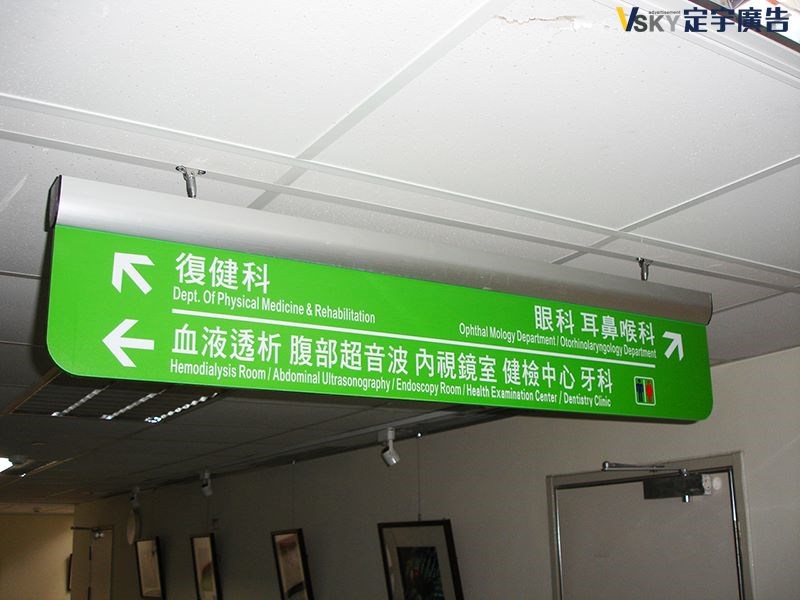 advertisement
VSKY 定宇廣告
復健科
Dept. Of Physical Medicine & Rehabilitation
眼科 耳鼻喉科
Ophthal Mology Department / Otorhinolaryngology Department
血液透析 腹部超音波 內視鏡室 健檢中心 牙科
Hemodialysis Room / Abdominal Ultrasonography / Endoscopy Room / Health Examination Center / Dentistry Clinic